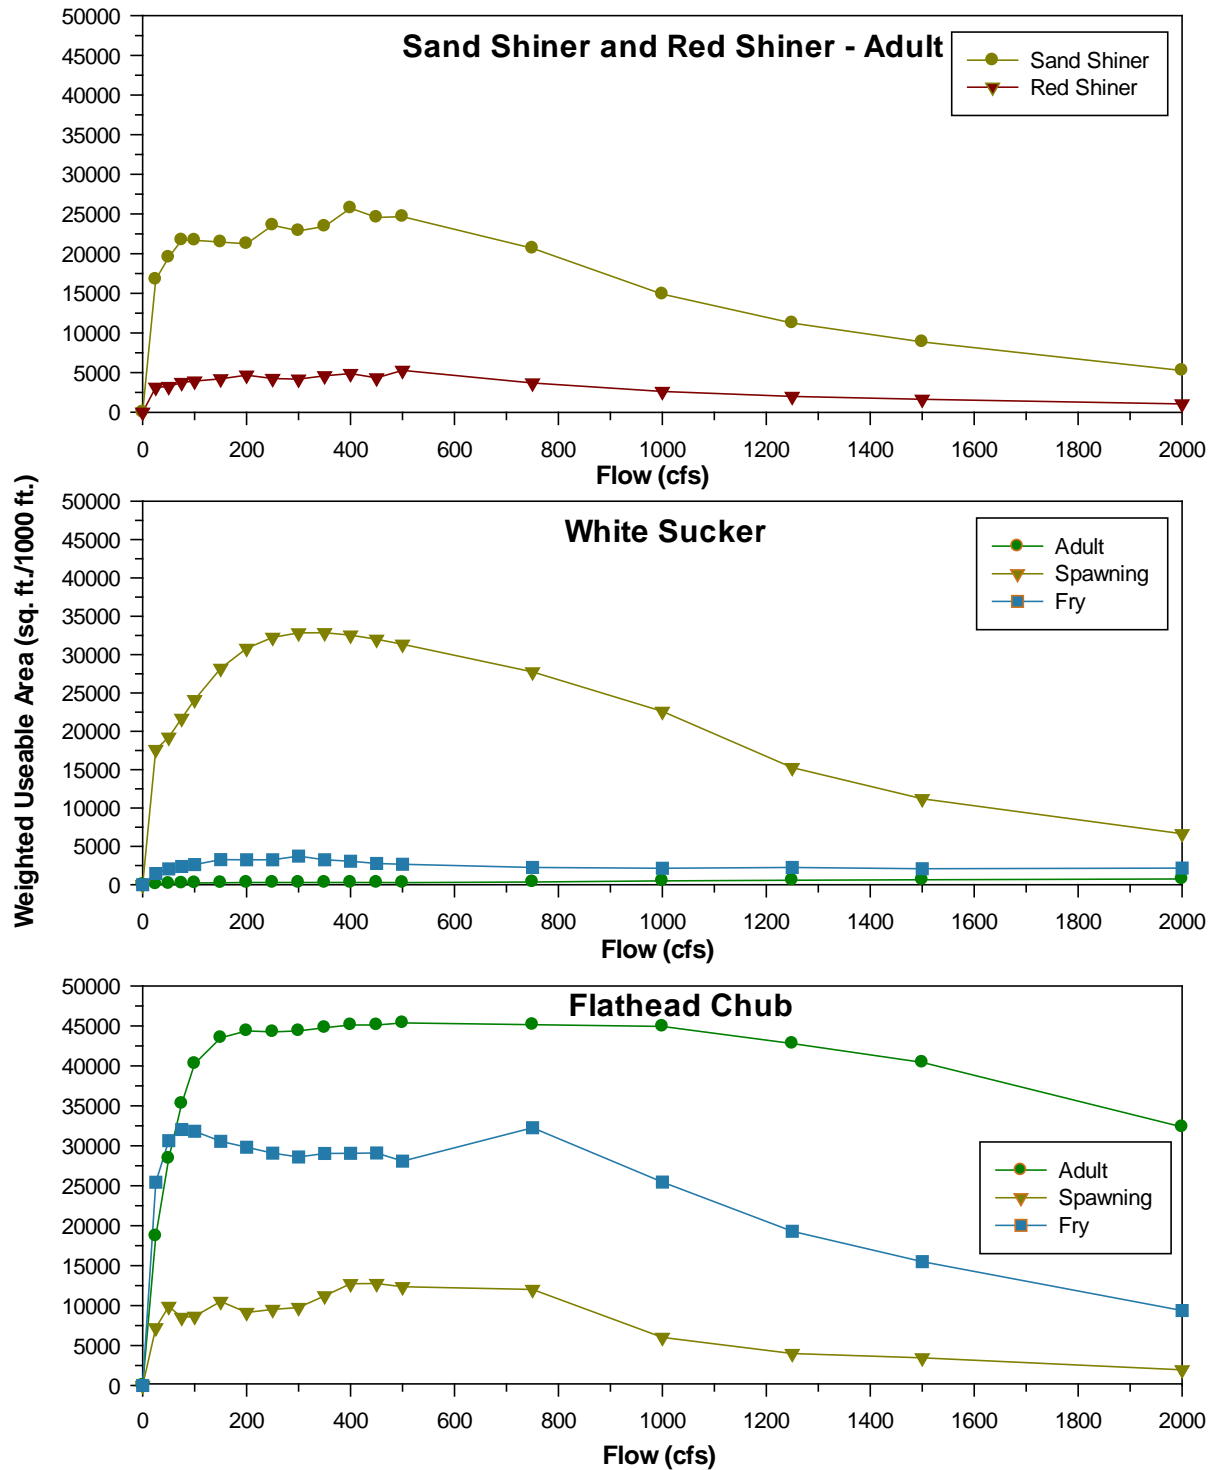 Sand Shiner and Red Shiner - Adult
Sand Shiner
Red Shiner
50000
45000
40000
35000
30000
25000
20000
15000
10000
5000
0
0 200 400 600 800 1000 1200 1400 1600 1800 2000
Flow (cfs)
Weighted Useable Area (sq. ft./1000 ft.)
White Sucker
Adult
Spawning
Fry
50000
45000
40000
35000
30000
25000
20000
15000
10000
5000
0
0 200 400 600 800 1000 1200 1400 1600 1800 2000
Flow (cfs)
Flathead Chub
Adult
Spawning
Fry
50000
45000
40000
35000
30000
25000
20000
15000
10000
5000
0
0 200 400 600 800 1000 1200 1400 1600 1800 2000
Flow (cfs)